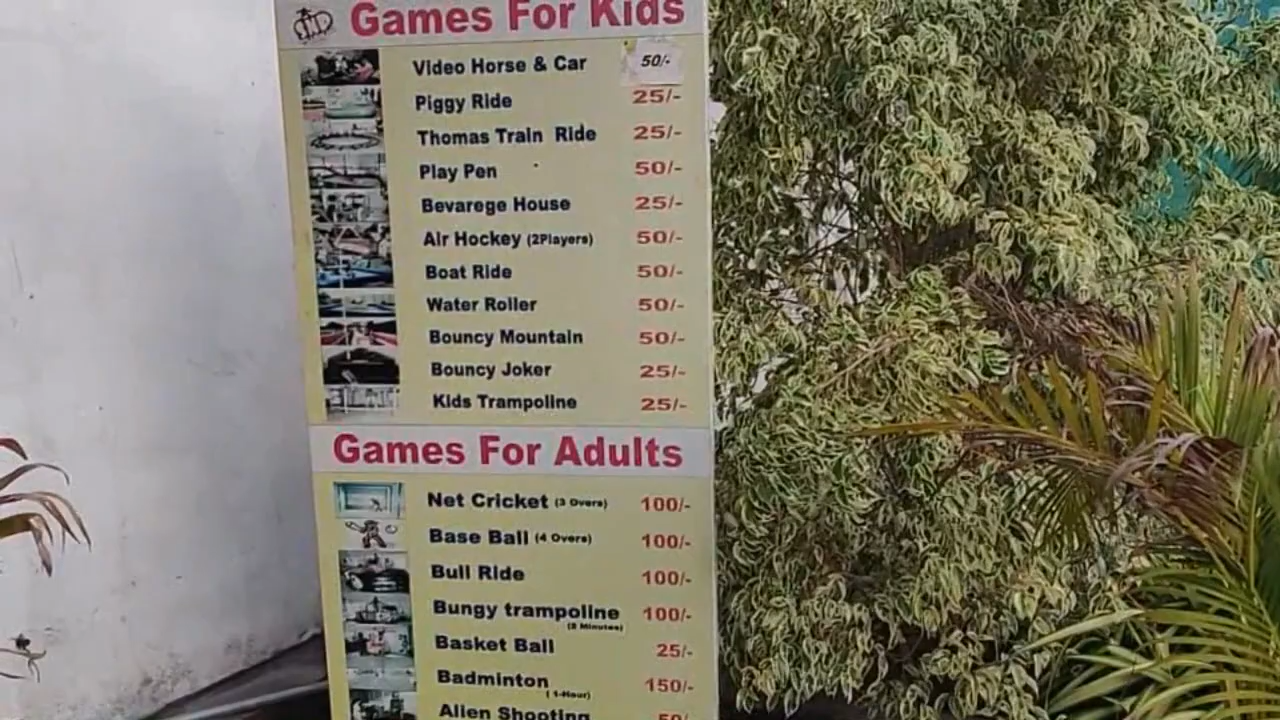 Games For Kids
Video Horse & Car 50/-
Piggy Ride 25/-
Thomas Train Ride 25/-
Play Pen 50/-
Bevarege House 25/-
Air Hockey (2Players) 50/-
Boat Ride 50/-
Water Roller 50/-
Bouncy Mountain 50/-
Bouncy Joker 25/-
Kids Trampoline 25/-
Games For Adults
Net Cricket (3 Overs) 100/-
Base Ball (4 Overs) 100/-
Bull Ride 100/-
Bungy trampoline 100/-
Minutes)
Basket Ball 25/-
Badminton 150/-
(1-Hour)
Alien Shooting 50/-